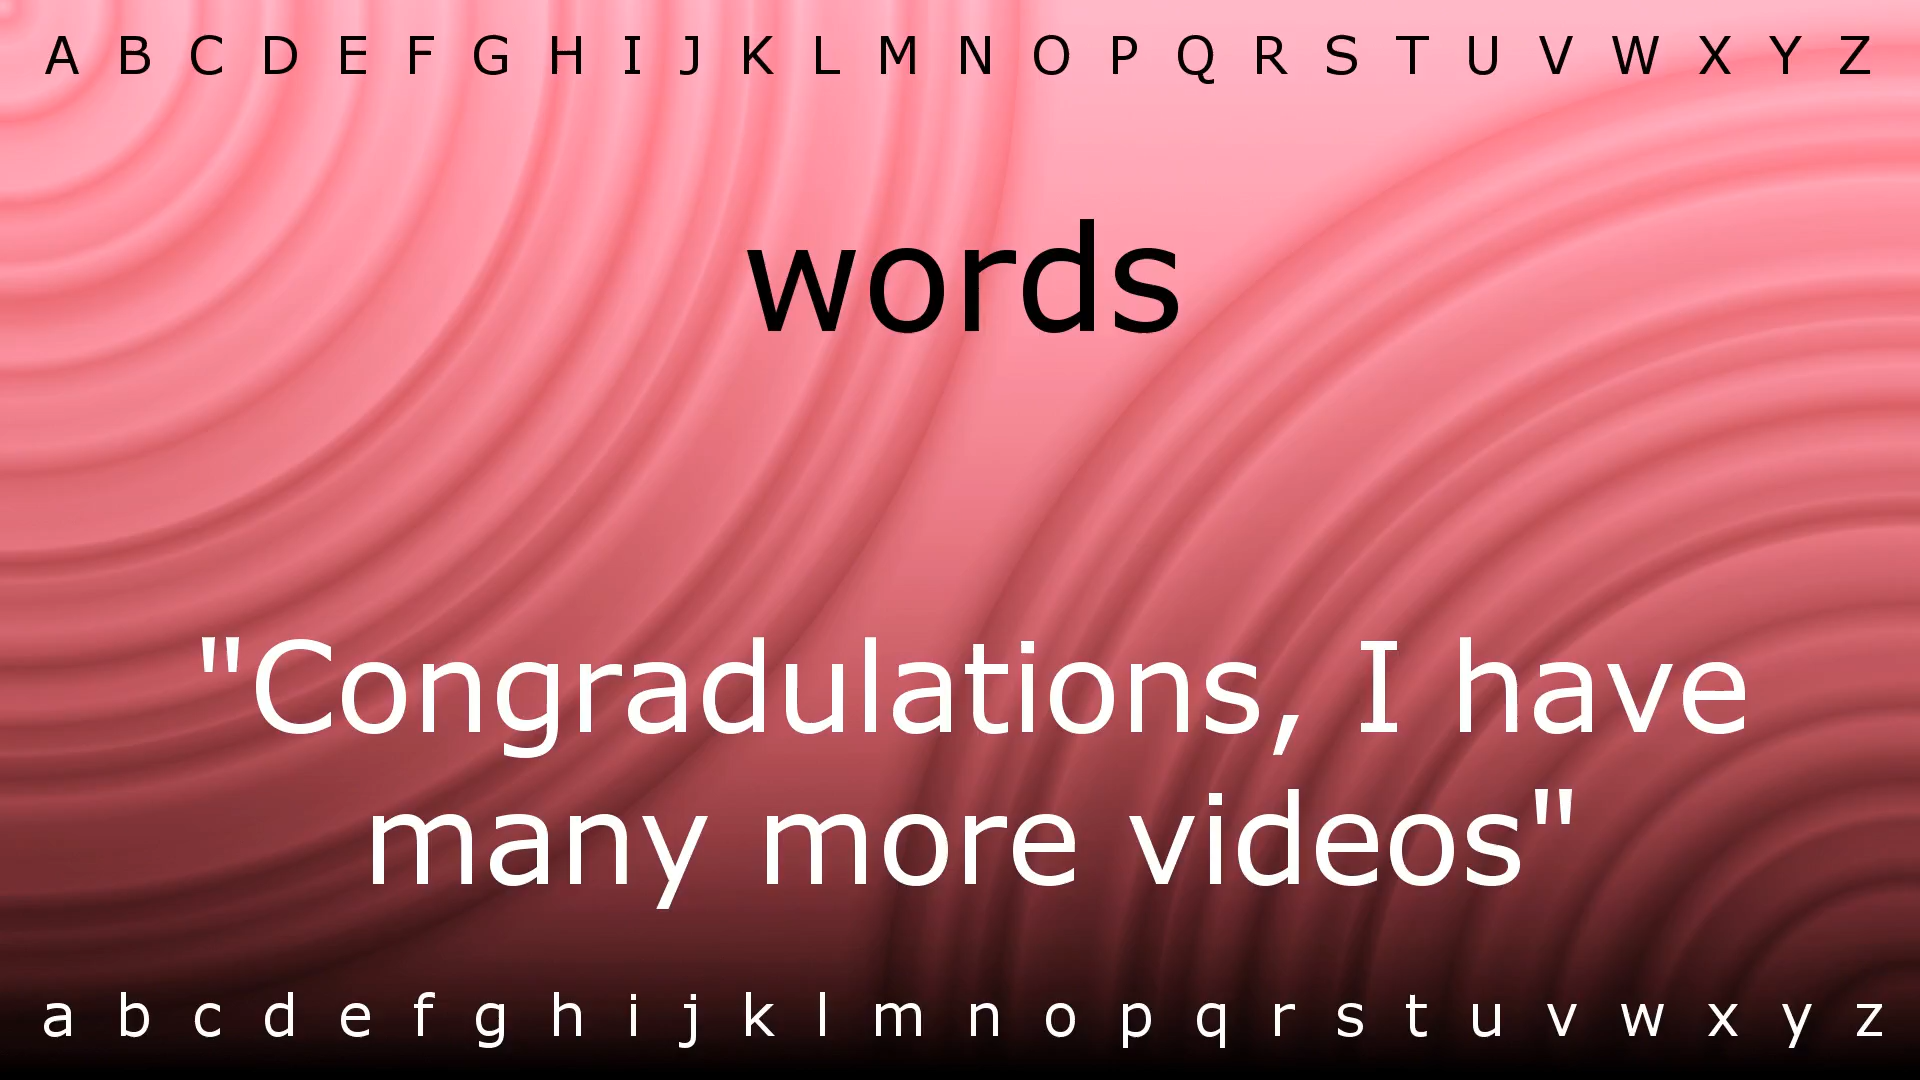 A B C D E F G H I J K L M N O P Q R S T U V W X Y Z
words
"Congradulations, I have
many more videos"
a b c d e f g h i j k l m n o p q r s t u v w x y z